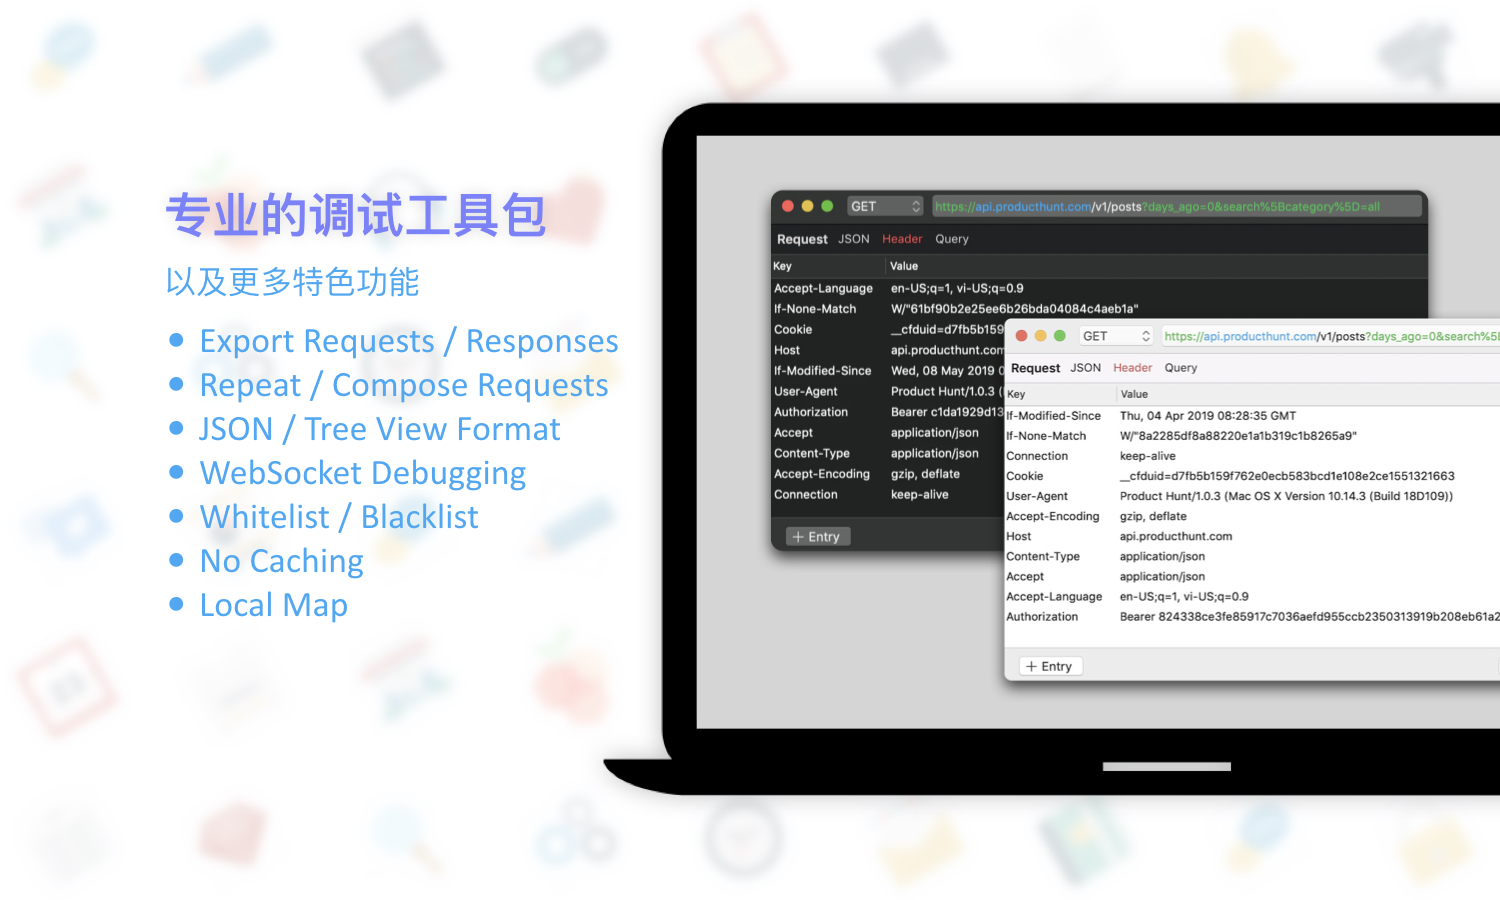 专业的调试工具包
以及更多特色功能
Export Requests / Responses
Repeat / Compose Requests
JSON / Tree View Format
WebSocket Debugging
Whitelist / Blacklist
No Caching
Local Map
GET https://api.producthunt.com/v1/posts?days_ago=0&search%5Bcategory%5D=all
Request JSON Header Query
Key Value
Accept-Language en-US;q=1, vi-US;q=0.9
If-None-Match W/"61bf90b2e25ee6b26bda04084c4aeb1a"
Cookie __cfduid=d7fb5b159
Host api.producthunt.com
If-Modified-Since Wed, 08 May 2019 0
User-Agent Product Hunt/1.0.3 (
Authorization Bearer c1da1929d13
Accept application/json
Content-Type application/json
Accept-Encoding gzip, deflate
Connection keep-alive
+ Entry
GET https://api.producthunt.com/v1/posts?days_ago=0&search%5
Request JSON Header Query
Key Value
If-Modified-Since Thu, 04 Apr 2019 08:28:35 GMT
If-None-Match W/"8a2285df8a88220e1a1b319c1b8265a9"
Connection keep-alive
Cookie __cfduid=d7fb5b159f762e0ecb583bcd1e108e2ce1551321663
User-Agent Product Hunt/1.0.3 (Mac OS X Version 10.14.3 (Build 18D109))
Accept-Encoding gzip, deflate
Host api.producthunt.com
Content-Type application/json
Accept application/json
Accept-Language en-US;q=1, vi-US;q=0.9
Authorization Bearer 824338ce3fe85917c7036aefd955ccb2350313919b208eb61a2
+ Entry